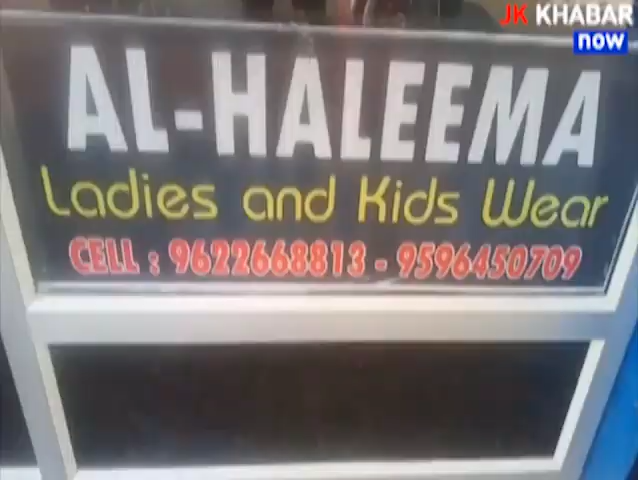 JK KHABAR
now
AL-HALEEMA
Ladies and Kids Wear
CELL : 9622668813 - 9596450709